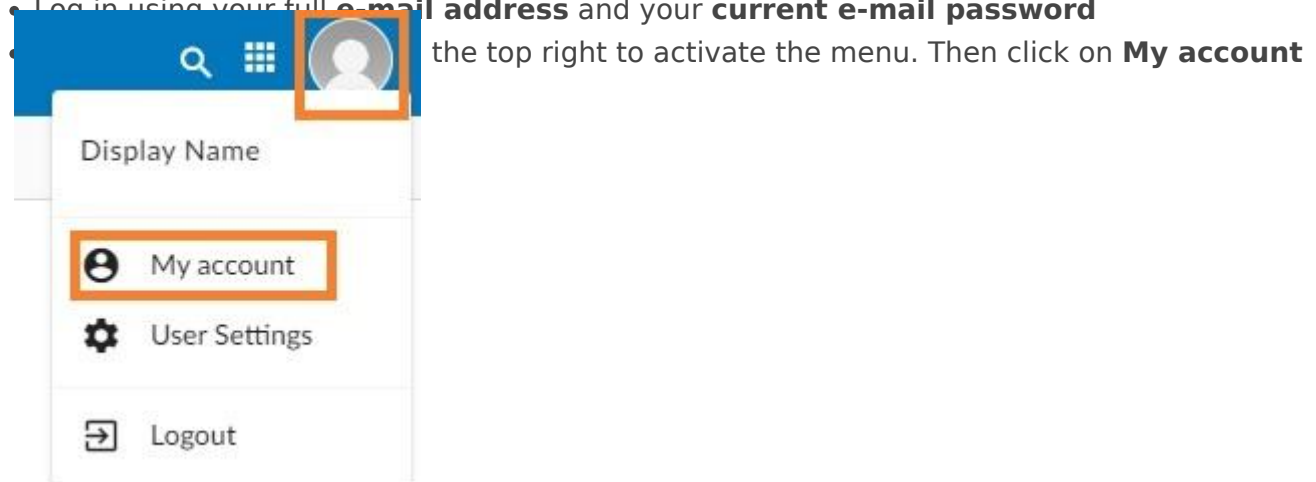 • Log in using your full e-mail address and your current e-mail password
the top right to activate the menu. Then click on My account
Display Name
My account
User Settings
Logout